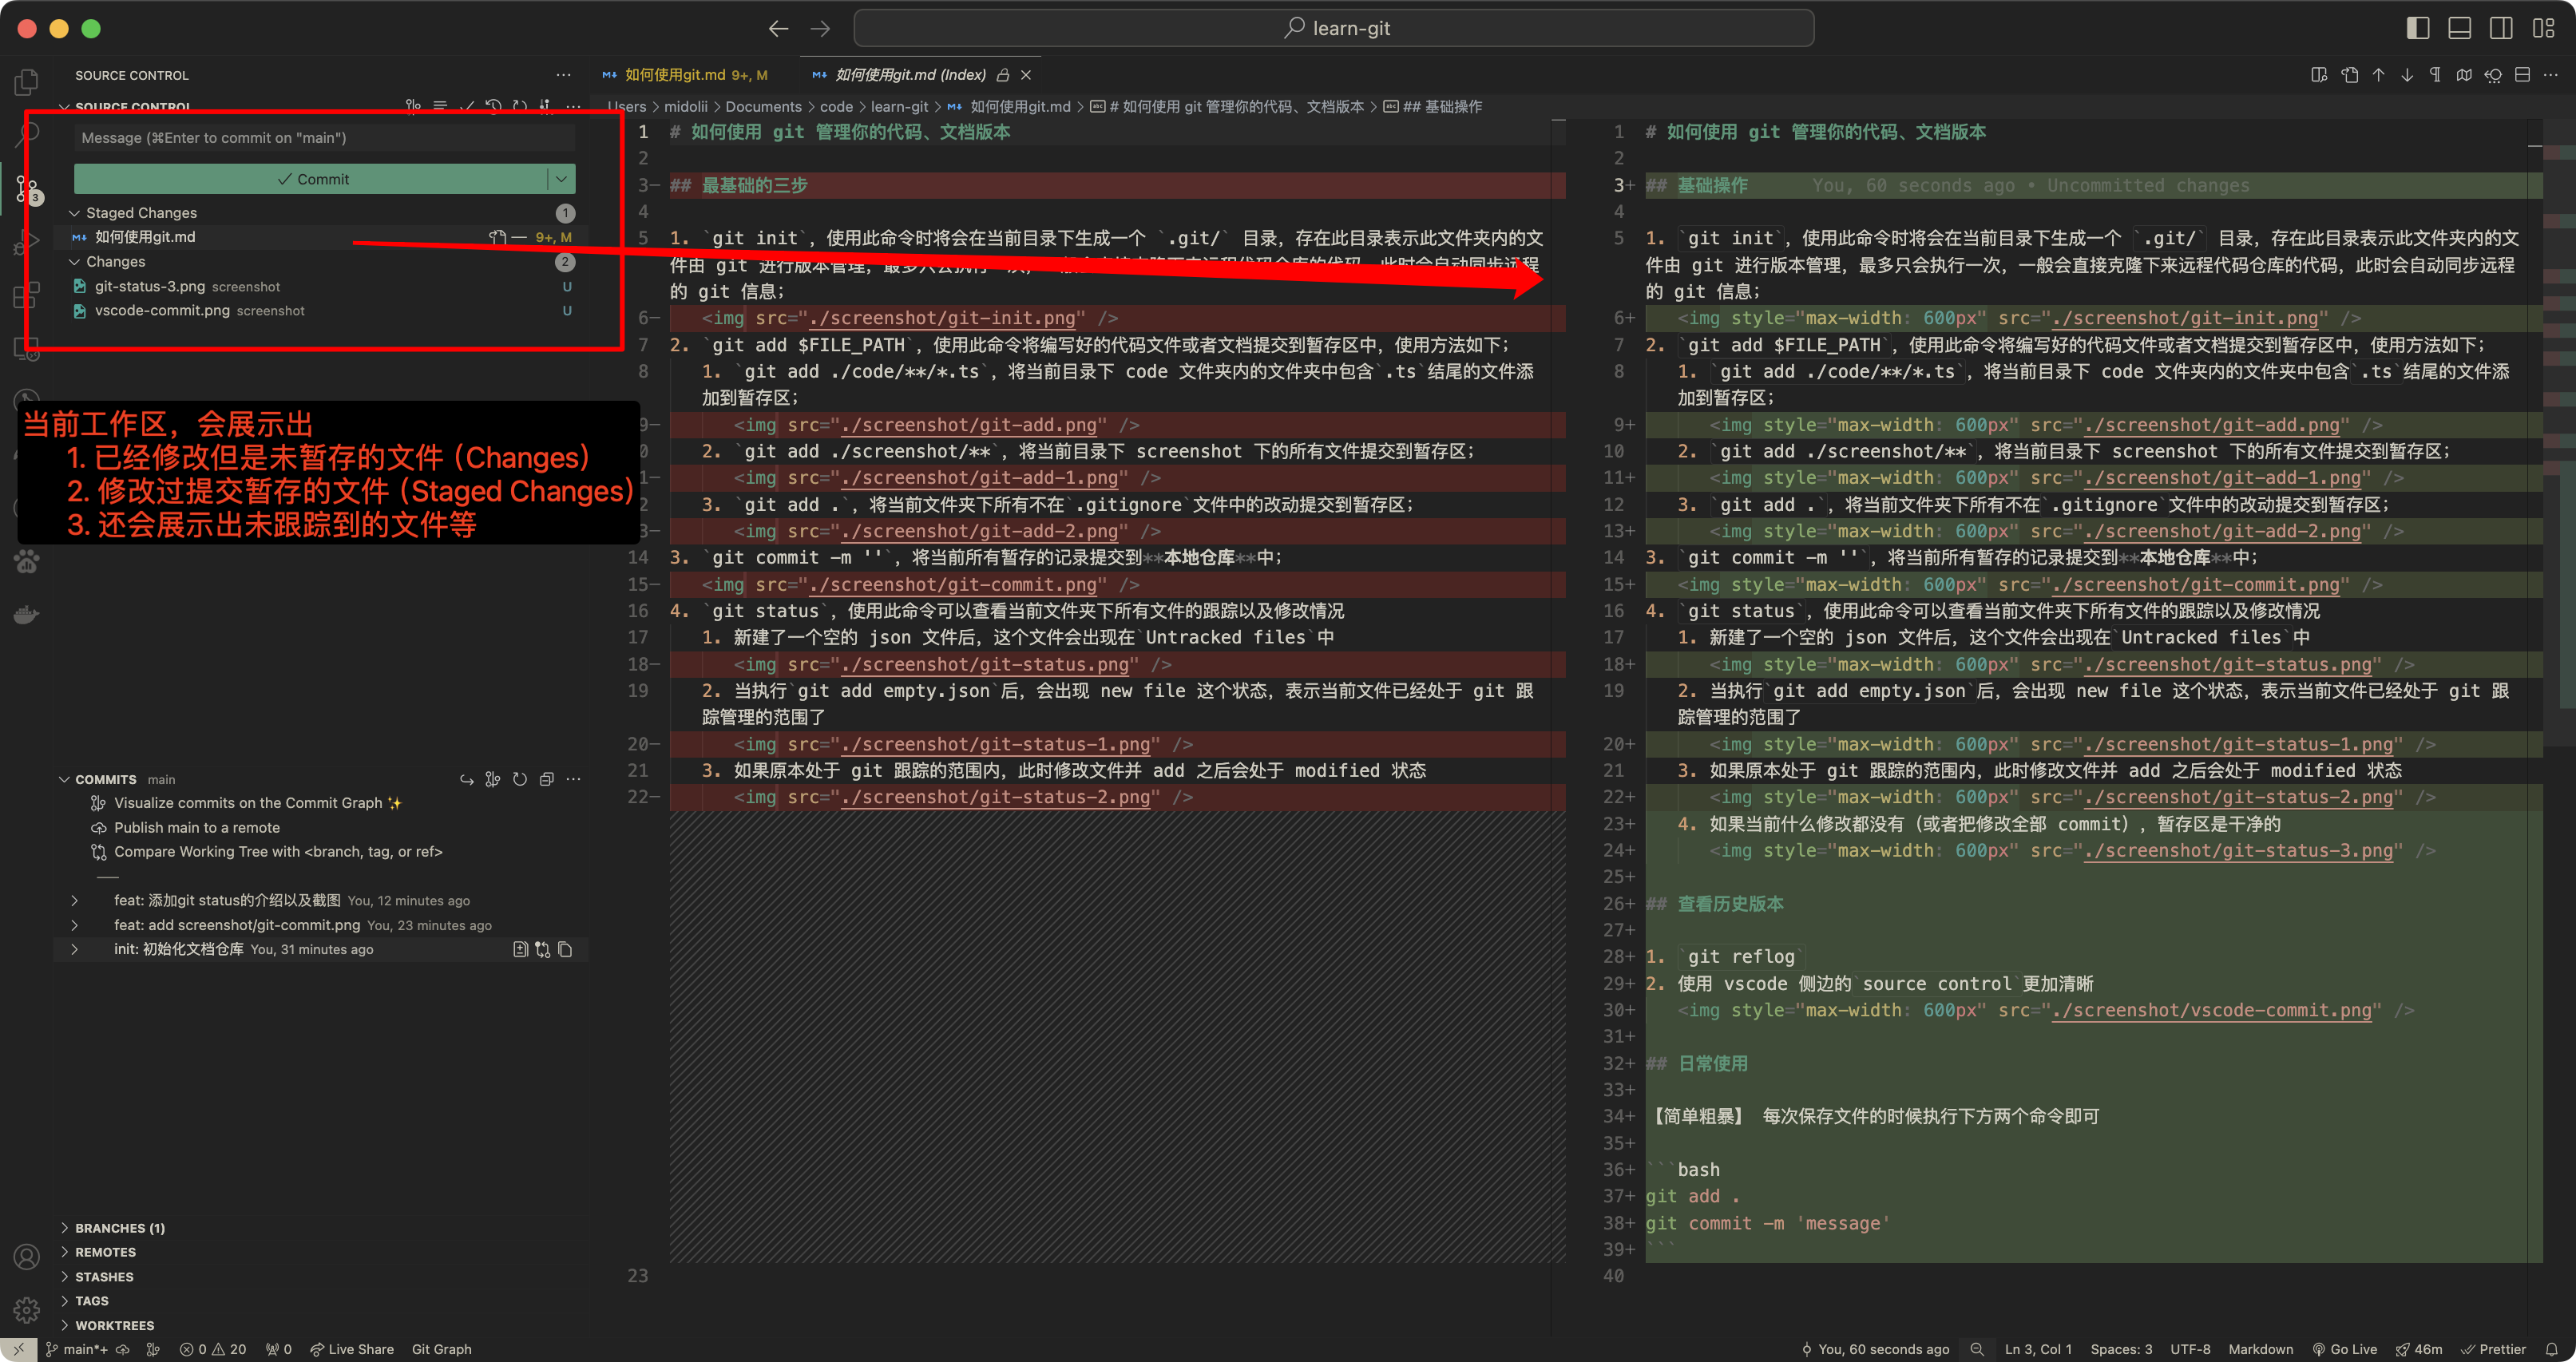 learn-git
SOURCE CONTROL
SOURCE CONTROL
Message (⌘Enter to commit on "main")
Commit
Staged Changes 1
如何使用git.md 9+, M
Changes 2
git-status-3.png screenshot U
vscode-commit.png screenshot U
3
当前工作区，会展示出
1. 已经修改但是未暂存的文件（Changes）
2. 修改过提交暂存的文件（Staged Changes）
3. 还会展示出未跟踪到的文件等
COMMITS main
Visualize commits on the Commit Graph ✨
Publish main to a remote
Compare Working Tree with <branch, tag, or ref>
feat: 添加git status的介绍以及截图 You, 12 minutes ago
feat: add screenshot/git-commit.png You, 23 minutes ago
init: 初始化文档仓库 You, 31 minutes ago
BRANCHES (1)
REMOTES
STASHES
TAGS
WORKTREES
如何使用git.md 9+, M
如何使用git.md (Index)
Users > midolii > Documents > code > learn-git > 如何使用git.md > # 如何使用 git 管理你的代码、文档版本 > ## 基础操作
1 # 如何使用 git 管理你的代码、文档版本
2
3− ## 最基础的三步
4
5 1. `git init`，使用此命令时将会在当前目录下生成一个 `.git/` 目录，存在此目录表示此文件夹内的文
件由 git 进行版本管理，
的 git 信息；
6− <img src="./screenshot/git-init.png" />
7 2. `git add $FILE_PATH`，使用此命令将编写好的代码文件或者文档提交到暂存区中，使用方法如下；
8 1. `git add ./code/**/*.ts`，将当前目录下 code 文件夹内的文件夹中包含`.ts`结尾的文件添
加到暂存区；
9− <img src="./screenshot/git-add.png" />
0 2. `git add ./screenshot/**`，将当前目录下 screenshot 下的所有文件提交到暂存区；
1− <img src="./screenshot/git-add-1.png" />
2 3. `git add .`，将当前文件夹下所有不在`.gitignore`文件中的改动提交到暂存区；
3− <img src="./screenshot/git-add-2.png" />
14 3. `git commit -m ''`，将当前所有暂存的记录提交到**本地仓库**中；
15− <img src="./screenshot/git-commit.png" />
16 4. `git status`，使用此命令可以查看当前文件夹下所有文件的跟踪以及修改情况
17 1. 新建了一个空的 json 文件后，这个文件会出现在`Untracked files`中
18− <img src="./screenshot/git-status.png" />
19 2. 当执行`git add empty.json`后，会出现 new file 这个状态，表示当前文件已经处于 git 跟
踪管理的范围了
20− <img src="./screenshot/git-status-1.png" />
21 3. 如果原本处于 git 跟踪的范围内，此时修改文件并 add 之后会处于 modified 状态
22− <img src="./screenshot/git-status-2.png" />
23
1 # 如何使用 git 管理你的代码、文档版本
2
3+ ## 基础操作 You, 60 seconds ago • Uncommitted changes
4
5 1. `git init`，使用此命令时将会在当前目录下生成一个 `.git/` 目录，存在此目录表示此文件夹内的文
件由 git 进行版本管理，最多只会执行一次，一般会直接克隆下来远程代码仓库的代码，此时会自动同步远程
的 git 信息；
6+ <img style="max-width: 600px" src="./screenshot/git-init.png" />
7 2. `git add $FILE_PATH`，使用此命令将编写好的代码文件或者文档提交到暂存区中，使用方法如下；
8 1. `git add ./code/**/*.ts`，将当前目录下 code 文件夹内的文件夹中包含`.ts`结尾的文件添
加到暂存区；
9+ <img style="max-width: 600px" src="./screenshot/git-add.png" />
10 2. `git add ./screenshot/**`，将当前目录下 screenshot 下的所有文件提交到暂存区；
11+ <img style="max-width: 600px" src="./screenshot/git-add-1.png" />
12 3. `git add .`，将当前文件夹下所有不在`.gitignore`文件中的改动提交到暂存区；
13+ <img style="max-width: 600px" src="./screenshot/git-add-2.png" />
14 3. `git commit -m ''`，将当前所有暂存的记录提交到**本地仓库**中；
15+ <img style="max-width: 600px" src="./screenshot/git-commit.png" />
16 4. `git status`，使用此命令可以查看当前文件夹下所有文件的跟踪以及修改情况
17 1. 新建了一个空的 json 文件后，这个文件会出现在`Untracked files`中
18+ <img style="max-width: 600px" src="./screenshot/git-status.png" />
19 2. 当执行`git add empty.json`后，会出现 new file 这个状态，表示当前文件已经处于 git 跟
踪管理的范围了
20+ <img style="max-width: 600px" src="./screenshot/git-status-1.png" />
21 3. 如果原本处于 git 跟踪的范围内，此时修改文件并 add 之后会处于 modified 状态
22+ <img style="max-width: 600px" src="./screenshot/git-status-2.png" />
23+ 4. 如果当前什么修改都没有（或者把修改全部 commit），暂存区是干净的
24+ <img style="max-width: 600px" src="./screenshot/git-status-3.png" />
25+
26+ ## 查看历史版本
27+
28+ 1. `git reflog`
29+ 2. 使用 vscode 侧边的`source control`更加清晰
30+ <img style="max-width: 600px" src="./screenshot/vscode-commit.png" />
31+
32+ ## 日常使用
33+
34+ 【简单粗暴】 每次保存文件的时候执行下方两个命令即可
35+
36+ ```bash
37+ git add .
38+ git commit -m 'message'
39+ ```
40
main*+ 0 20 0 Live Share Git Graph
You, 60 seconds ago Ln 3, Col 1 Spaces: 3 UTF-8 Markdown Go Live 46m Prettier